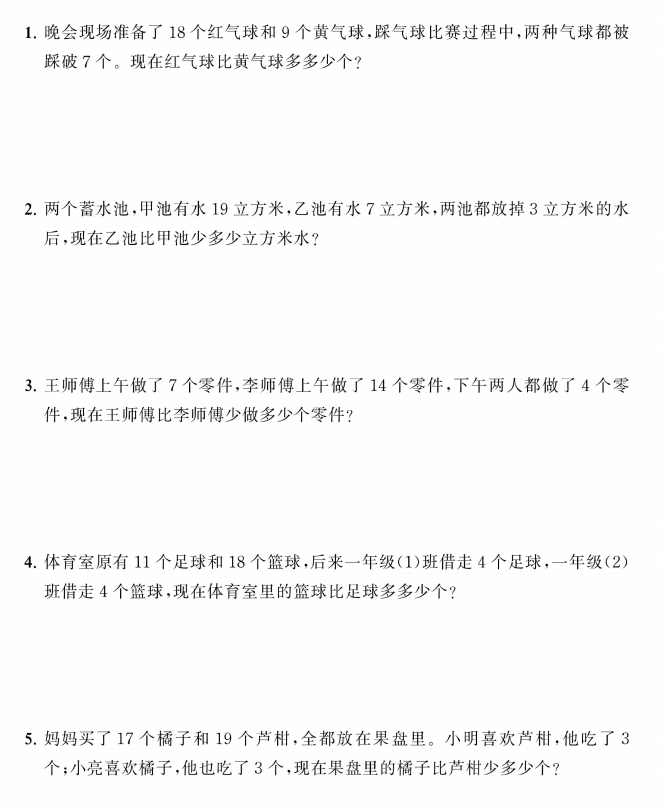 1. 晚会现场准备了 18 个红气球和 9 个黄气球,踩气球比赛过程中,两种气球都被
踩破 7 个。现在红气球比黄气球多多少个?
2. 两个蓄水池,甲池有水 19 立方米,乙池有水 7 立方米,两池都放掉 3 立方米的水
后,现在乙池比甲池少多少立方米水?
3. 王师傅上午做了 7 个零件,李师傅上午做了 14 个零件,下午两人都做了 4 个零
件,现在王师傅比李师傅少做多少个零件?
4. 体育室原有 11 个足球和 18 个篮球,后来一年级(1)班借走 4 个足球,一年级(2)
班借走 4 个篮球,现在体育室里的篮球比足球多多少个?
5. 妈妈买了 17 个橘子和 19 个芦柑,全都放在果盘里。小明喜欢芦柑,他吃了 3
个;小亮喜欢橘子,他也吃了 3 个,现在果盘里的橘子比芦柑少多少个?